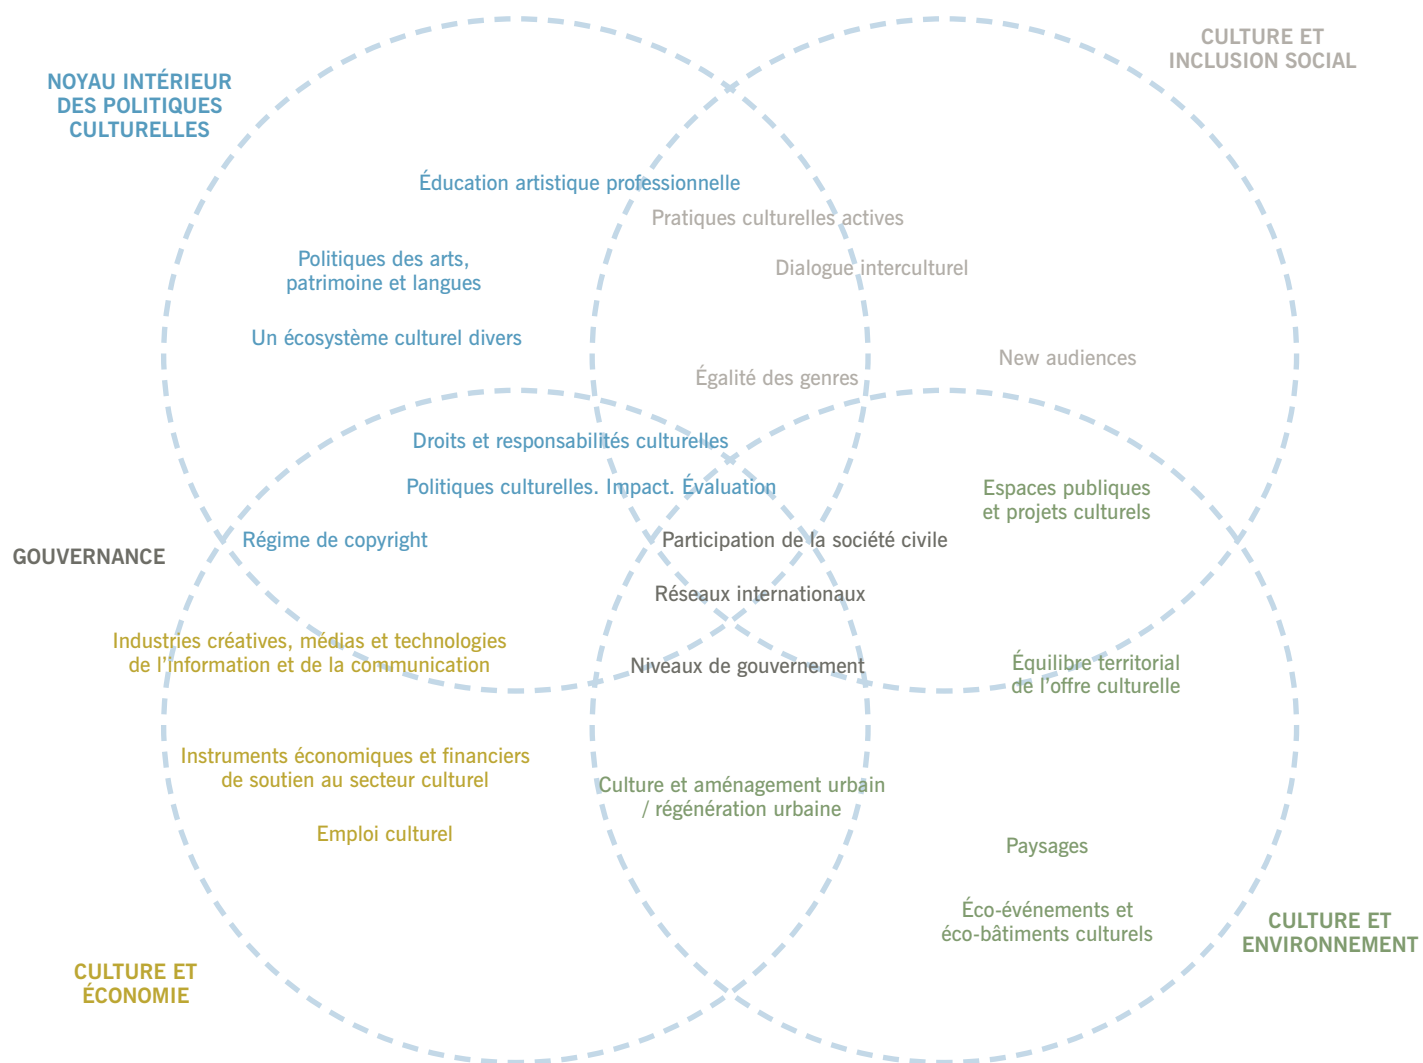 CULTURE ET
INCLUSION SOCIAL
NOYAU INTÉRIEUR
DES POLITIQUES
CULTURELLES
Éducation artistique professionnelle
Pratiques culturelles actives
Politiques des arts,
patrimoine et langues
Dialogue interculturel
Un écosystème culturel divers
New audiences
Égalité des genres
Droits et responsabilités culturelles
Politiques culturelles. Impact. Évaluation
Espaces publiques
et projets culturels
GOUVERNANCE
Régime de copyright
Participation de la société civile
Réseaux internationaux
Industries créatives, médias et technologies
de l'information et de la communication
Niveaux de gouvernement
Équilibre territorial
de l'offre culturelle
Instruments économiques et financiers
de soutien au secteur culturel
Culture et aménagement urbain
/ régénération urbaine
Emploi culturel
Paysages
Éco-événements et
éco-bâtiments culturels
CULTURE ET
ENVIRONNEMENT
CULTURE ET
ÉCONOMIE